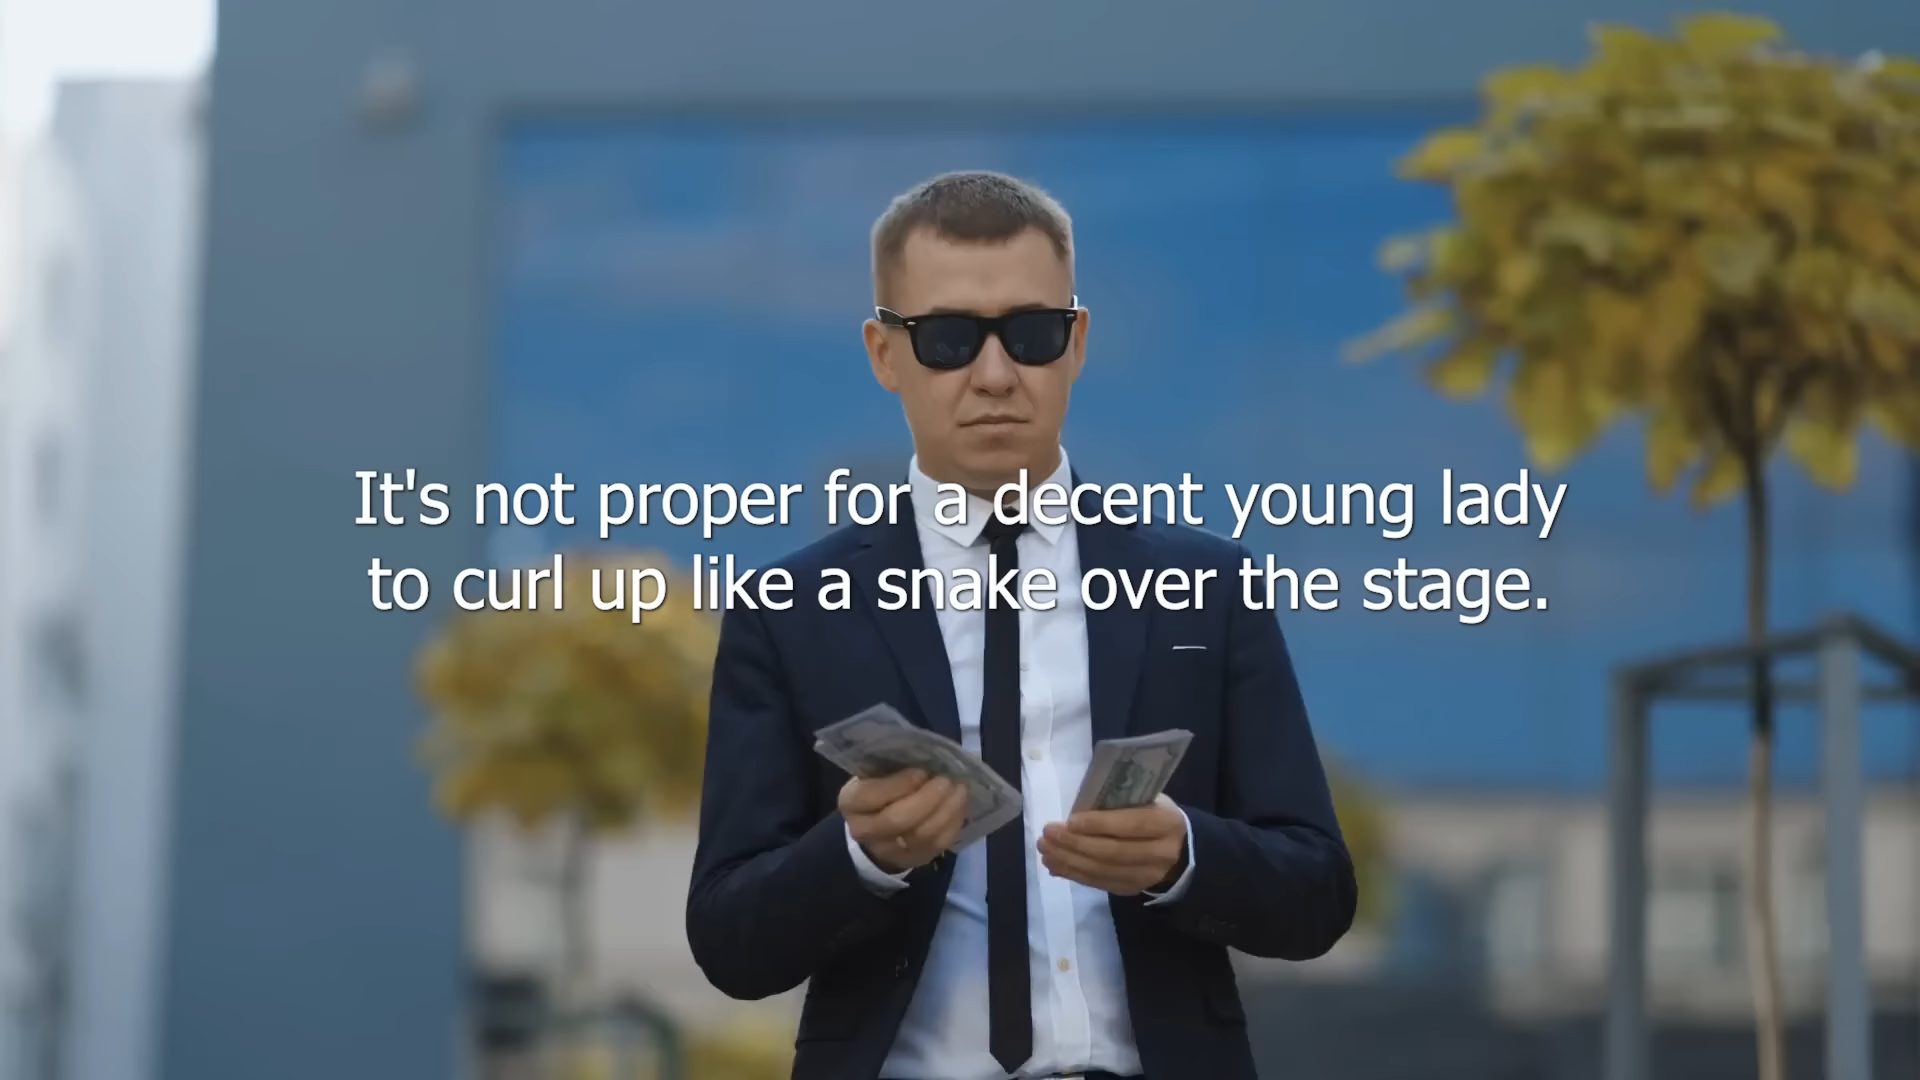 It's not proper for a decent young lady
to curl up like a snake over the stage.